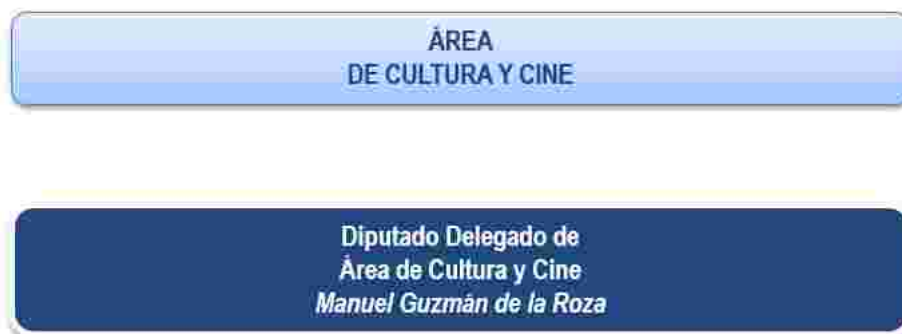 ÁREA
DE CULTURA Y CINE
Diputado Delegado de
Área de Cultura y Cine
Manuel Guzmán de la Roza